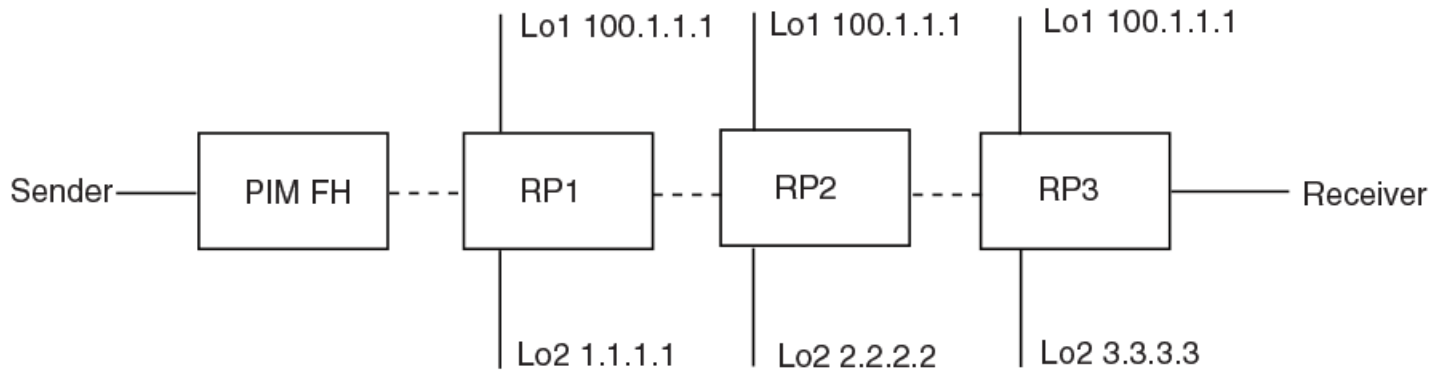 Lo1 100.1.1.1
Lo1 100.1.1.1
Lo1 100.1.1.1
Sender
PIM FH
RP1
RP2
RP3
Receiver
Lo2 1.1.1.1
Lo2 2.2.2.2
Lo2 3.3.3.3